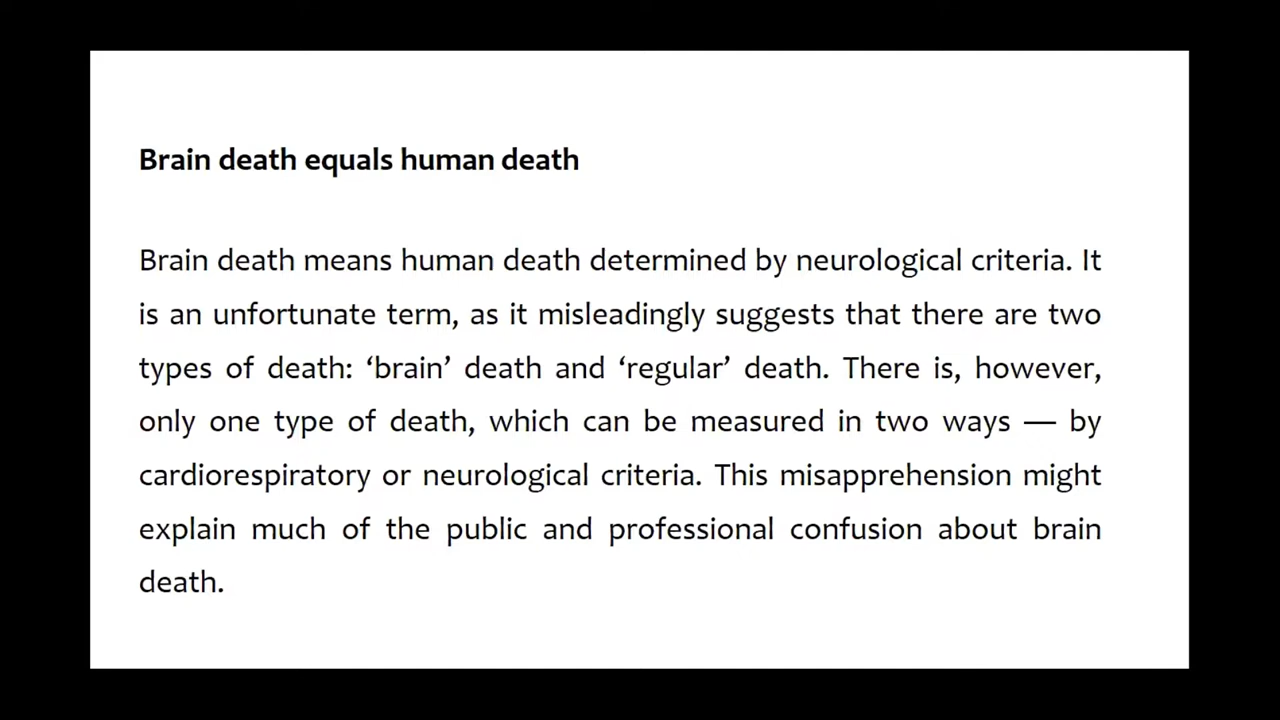 Brain death equals human death
Brain death means human death determined by neurological criteria. It
is an unfortunate term, as it misleadingly suggests that there are two
types of death: ‘brain’ death and ‘regular’ death. There is, however,
only one type of death, which can be measured in two ways — by
cardiorespiratory or neurological criteria. This misapprehension might
explain much of the public and professional confusion about brain
death.